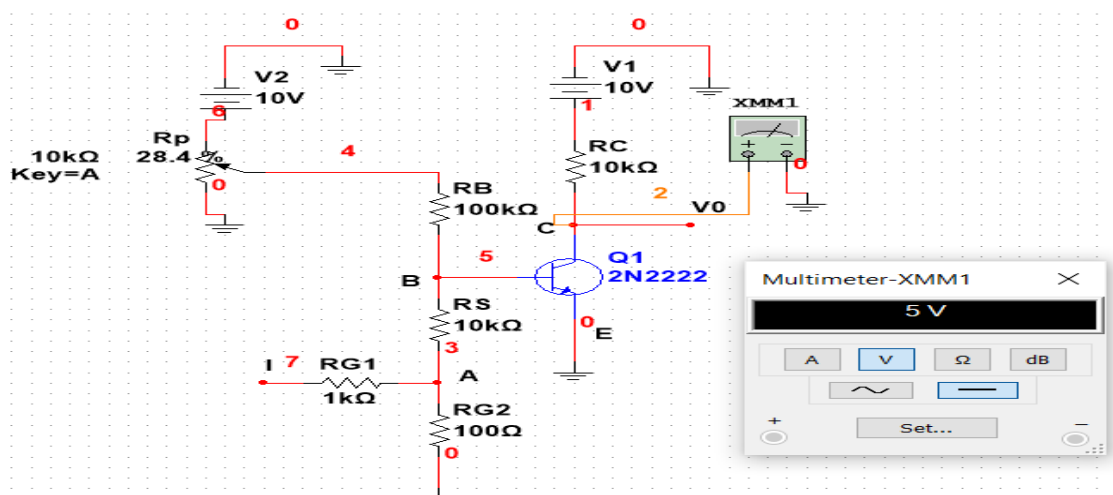 0
0
V2
10V
V1
10V
6
1
XMM1
Rp
10kΩ
28.4 %
Key=A
4
0
RC
10kΩ
+
-
0
RB
100kΩ
2
V0
C
5
B
Q1
2N2222
RS
10kΩ
0
E
3
I
7
RG1
1kΩ
A
RG2
100Ω
0
Multimeter-XMM1
5 V
A
V
Ω
dB
+
Set...
-